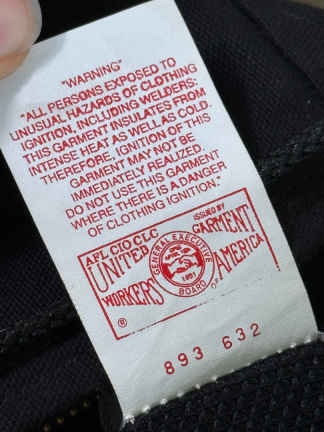 "WARNING"
"ALL PERSONS EXPOSED TO
UNUSUAL HAZARDS OF CLOTHING
IGNITION, INCLUDING WELDERS:
THIS GARMENT INSULATES FROM
INTENSE HEAT AS WELL AS COLD.
THEREFORE, IGNITION OF THIS
GARMENT MAY NOT BE
IMMEDIATELY REALIZED.
DO NOT USE THIS GARMENT
WHERE THERE IS A DANGER
OF CLOTHING IGNITION."
AFL CIO CLC
ISSUED BY
UNITED GARMENT
WORKERS AMERICA
GENERAL EXECUTIVE
BOARD
1891
®
893 632